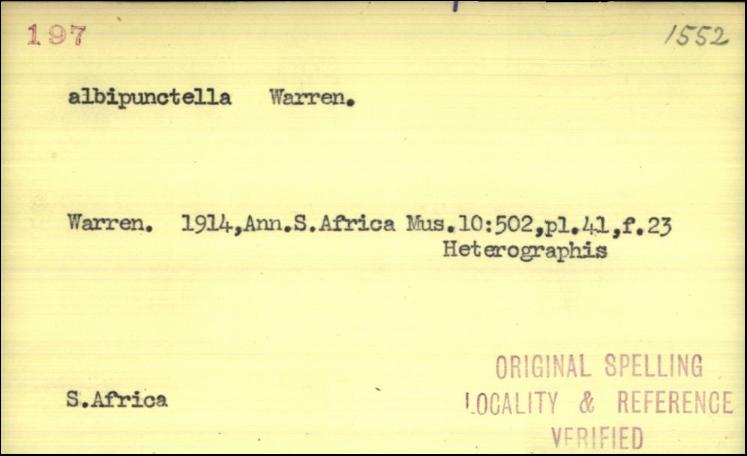 197 1552
albipunctella Warren.
Warren. 1914,Ann.S.Africa Mus.10:502,pl.41,f.23
Heterographis
S.Africa
ORIGINAL SPELLING
LOCALITY & REFERENCE
VERIFIED